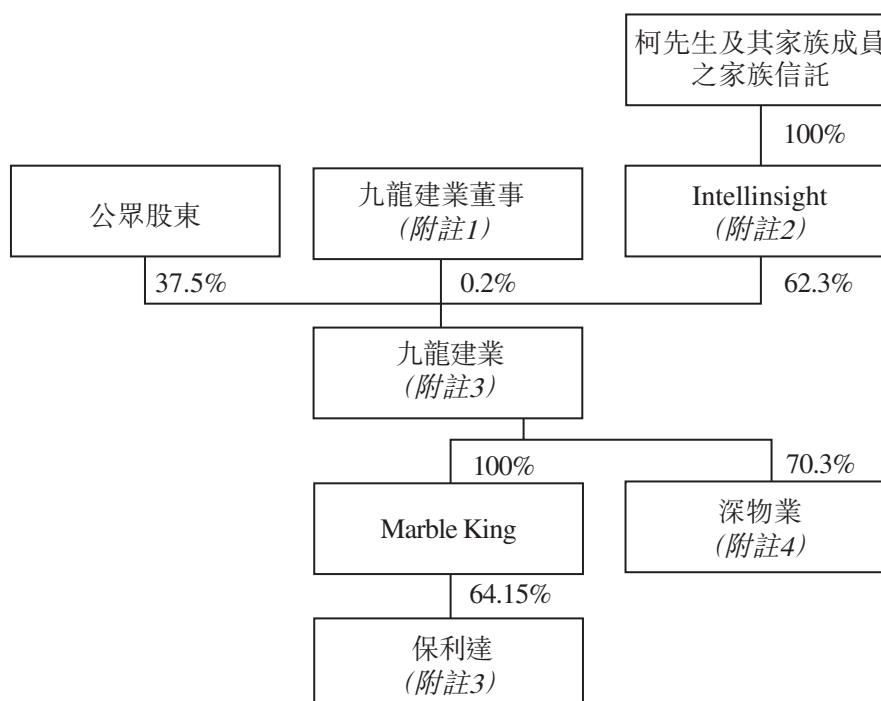 柯先生及其家族成員
之家族信託
100%
公眾股東
九龍建業董事
(附註1)
Intellinsight
(附註2)
37.5%
0.2%
62.3%
九龍建業
(附註3)
100%
70.3%
Marble King
深物業
(附註4)
64.15%
保利達
(附註3)